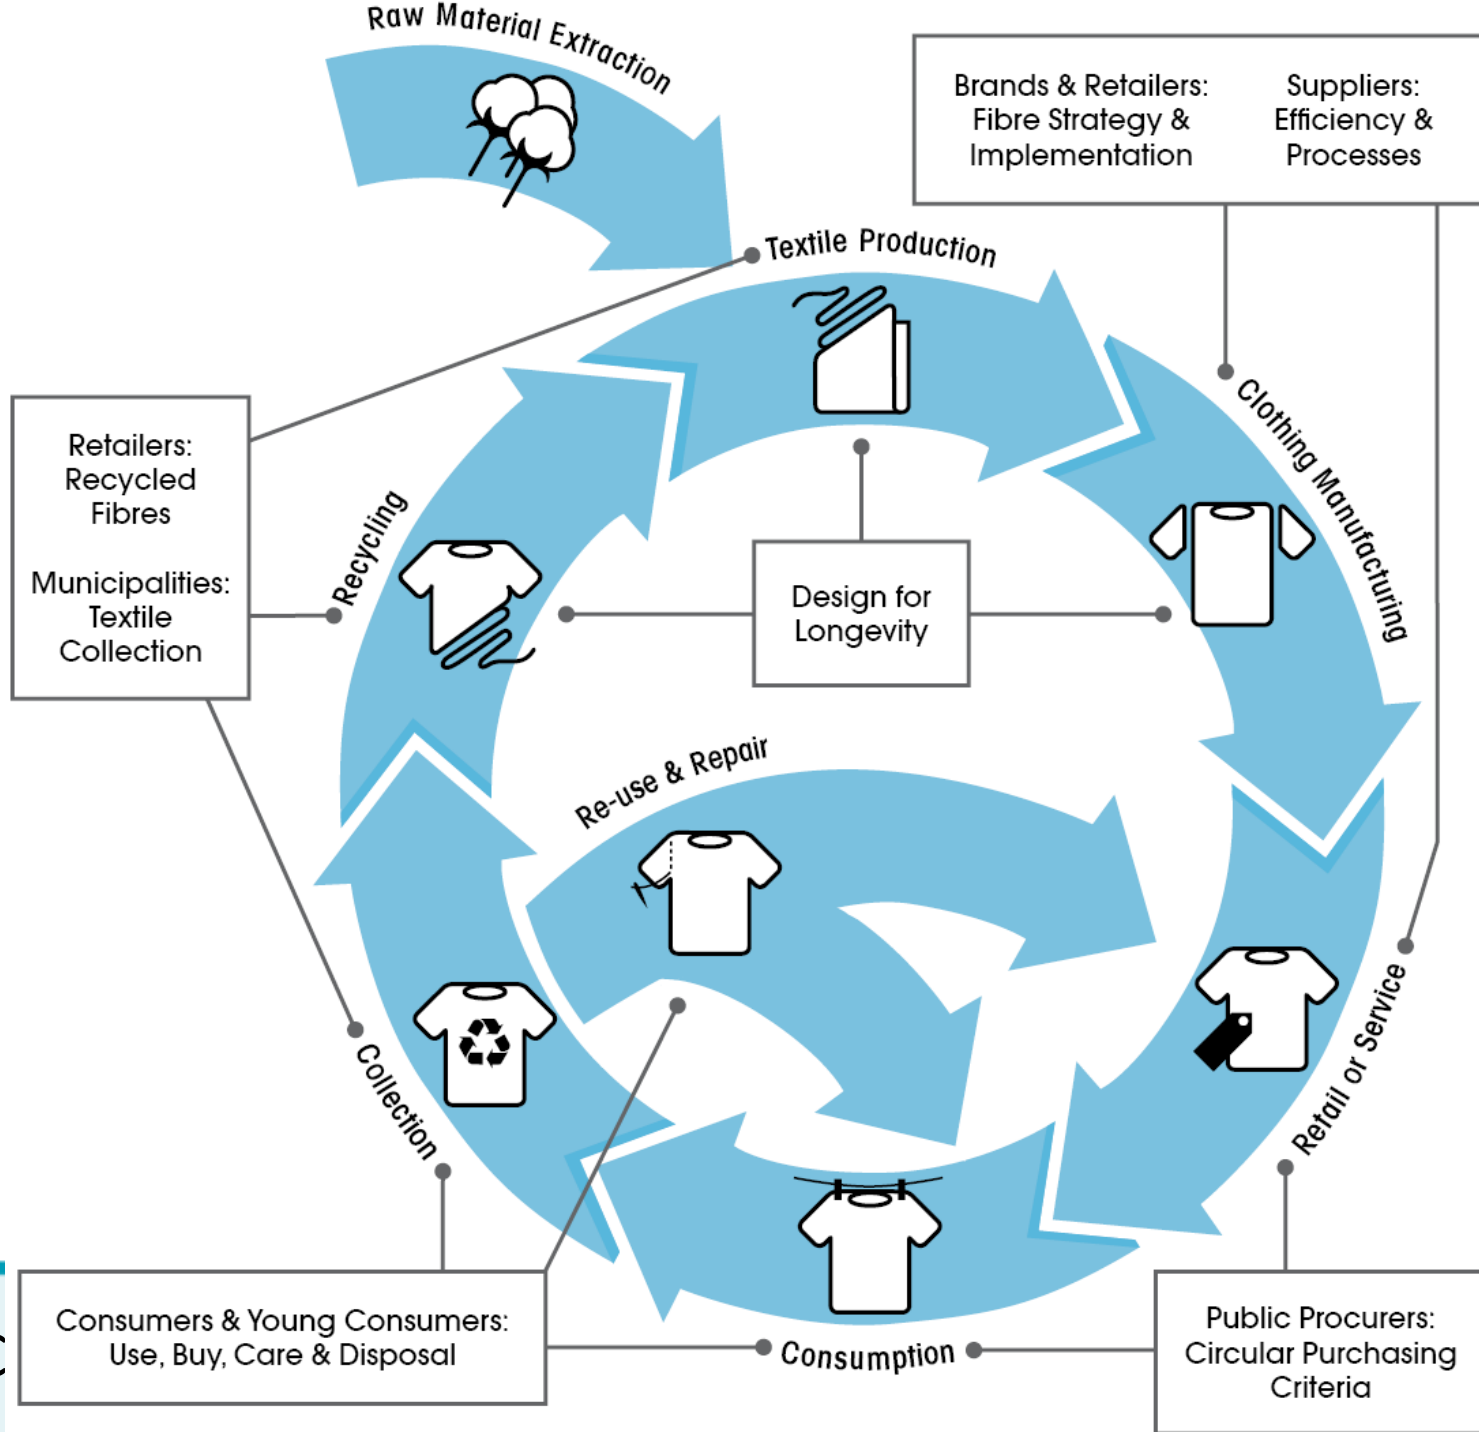 Raw Material Extraction
Brands & Retailers:
Fibre Strategy &
Implementation
Suppliers:
Efficiency &
Processes
Textile Production
Clothing Manufacturing
Retailers:
Recycled
Fibres
Municipalities:
Textile
Collection
Recycling
Design for
Longevity
Re-use & Repair
Retail or Service
Collection
Consumers & Young Consumers:
Use, Buy, Care & Disposal
Consumption
Public Procurers:
Circular Purchasing
Criteria